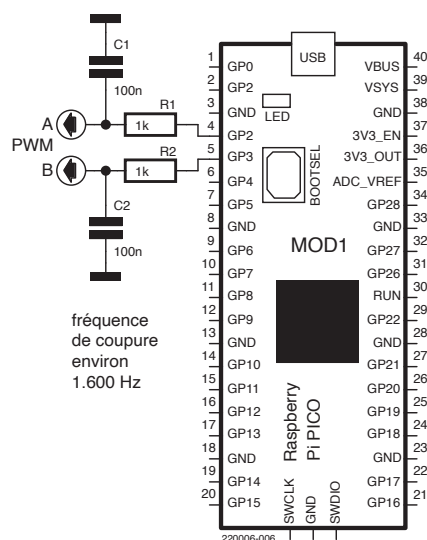 C1
100n
A
PWM
B
R1
1k
R2
1k
C2
100n
fréquence
de coupure
environ
1.600 Hz
USB
LED
BOOTSEL
MOD1
Raspberry
Pi PICO
1 GP0
2 GP2
3 GND
4 GP2
5 GP3
6 GP4
7 GP5
8 GND
9 GP6
10 GP7
11 GP8
12 GP9
13 GND
14 GP10
15 GP11
16 GP12
17 GP13
18 GND
19 GP14
20 GP15
VBUS 40
VSYS 39
GND 38
3V3_EN 37
3V3_OUT 36
ADC_VREF 35
GP28 34
GND 33
GP27 32
GP26 31
RUN 30
GP22 29
GND 28
GP21 27
GP20 26
GP19 25
GP18 24
GND 23
GP17 22
GP16 21
SWCLK
GND
SWDIO
220006-006